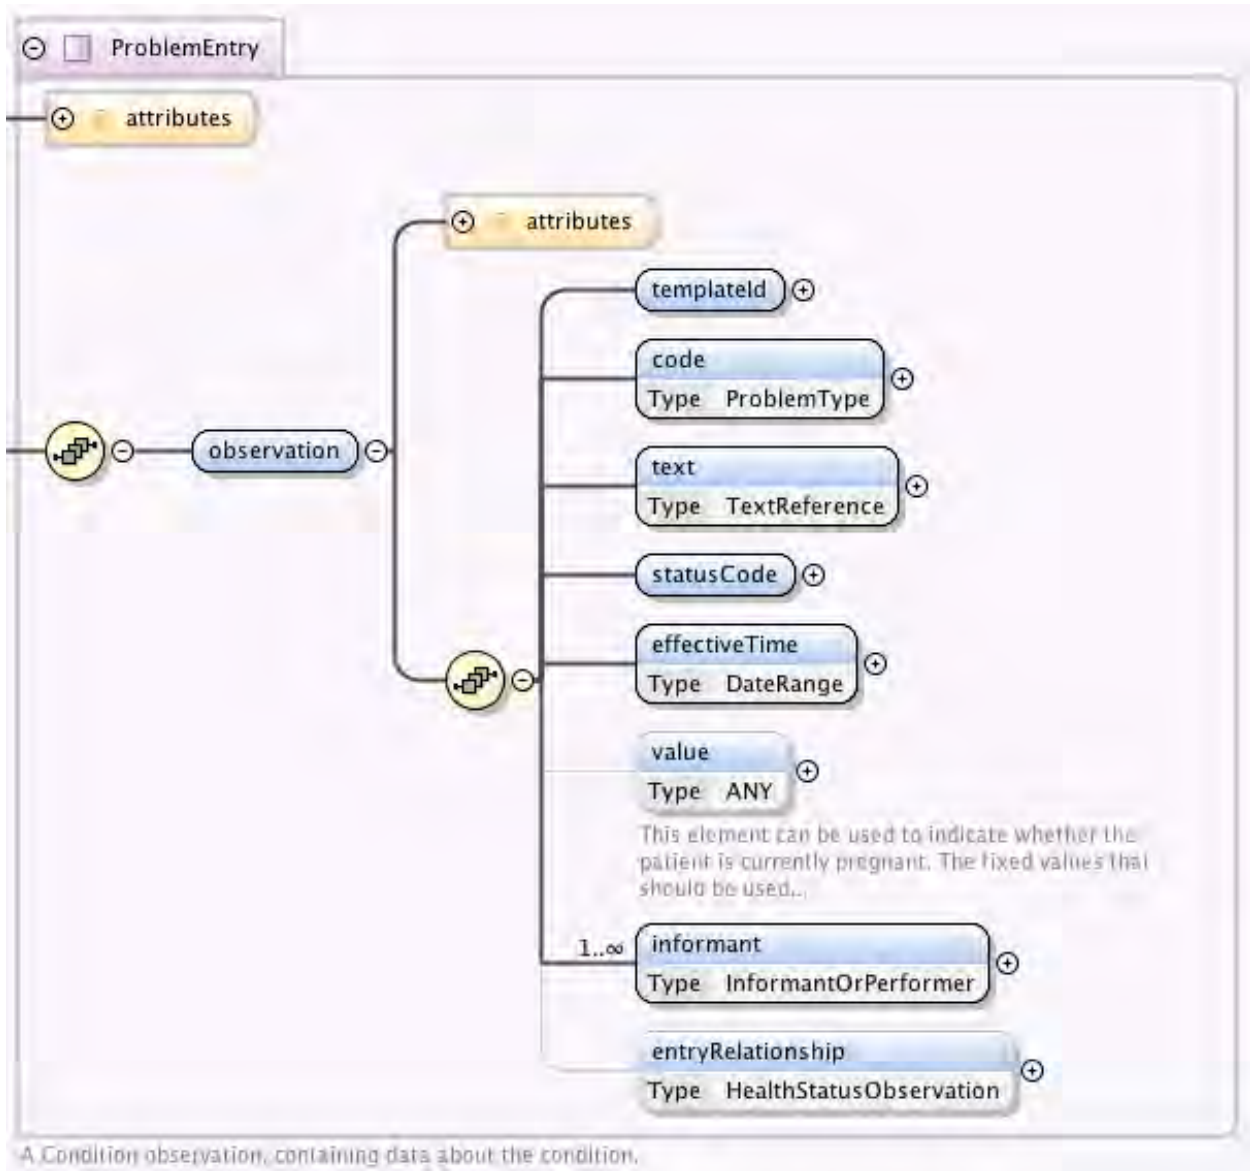 ProblemEntry
attributes
attributes
templateId
code
Type ProblemType
text
Type TextReference
observation
statusCode
effectiveTime
Type DateRange
value
Type ANY
This element can be used to indicate whether the
patient is currently pregnant. The fixed values that
should be used...
1..∞
informant
Type InformantOrPerformer
entryRelationship
Type HealthStatusObservation
A Condition observation, containing data about the condition.